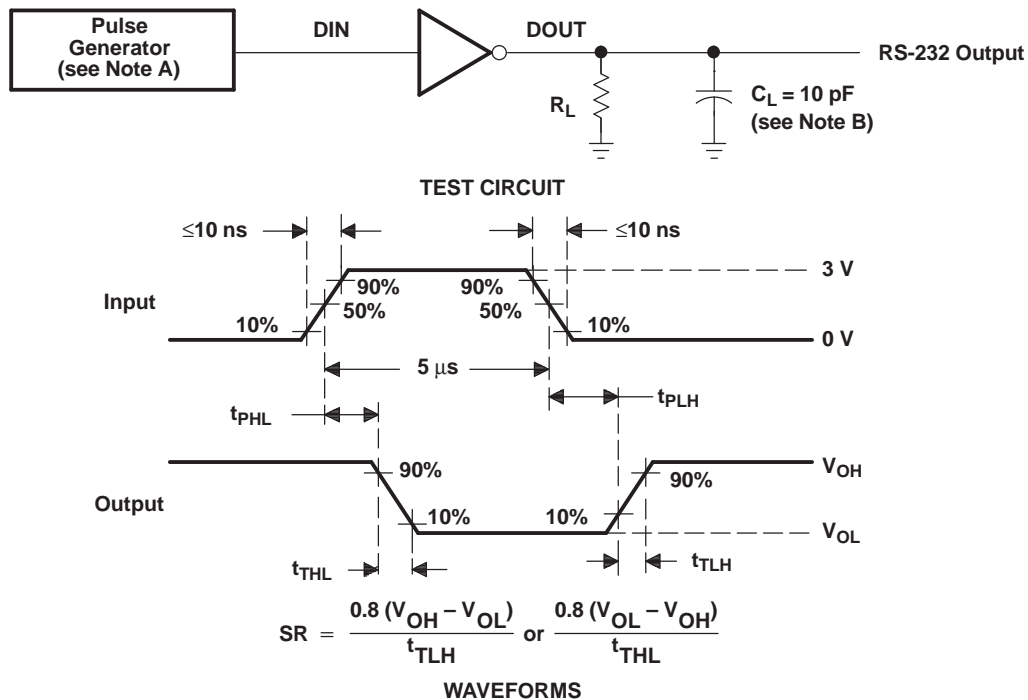 Pulse
Generator
(see Note A)
DIN
DOUT
RS-232 Output
R_L
C_L = 10 pF
(see Note B)
TEST CIRCUIT
≤10 ns
≤10 ns
3 V
Input
90%
90%
50%
50%
10%
10%
0 V
5 μs
t_PHL
t_PLH
V_OH
90%
90%
Output
10%
10%
V_OL
t_THL
t_TLH
SR = 0.8 (V_OH – V_OL) / t_TLH or 0.8 (V_OL – V_OH) / t_THL
WAVEFORMS